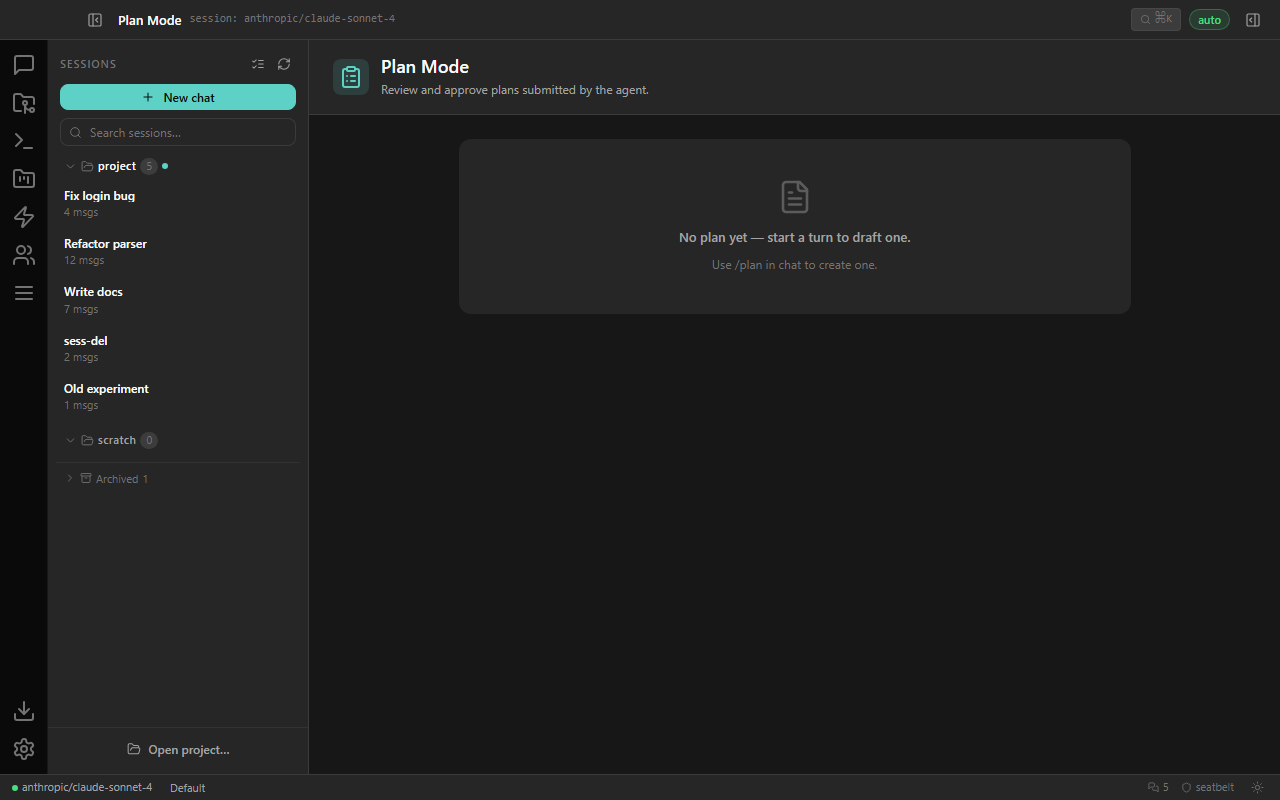 Plan Mode session: anthropic/claude-sonnet-4
⌘K
auto
SESSIONS
+ New chat
Search sessions...
project 5
Fix login bug
4 msgs
Refactor parser
12 msgs
Write docs
7 msgs
sess-del
2 msgs
Old experiment
1 msgs
scratch 0
Archived 1
Open project...
Plan Mode
Review and approve plans submitted by the agent.
No plan yet — start a turn to draft one.
Use /plan in chat to create one.
anthropic/claude-sonnet-4 Default
5 seatbelt